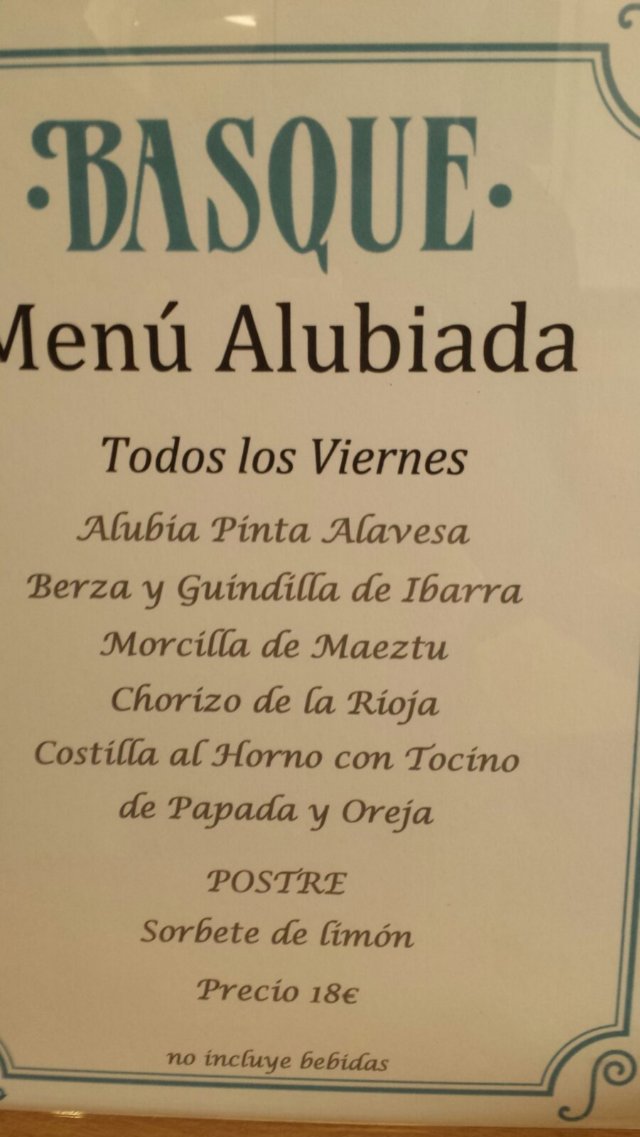 ·BASQUE·
Menú Alubiada
Todos los Viernes
Alubia Pinta Alavesa
Berza y Guindilla de Ibarra
Morcilla de Maeztu
Chorizo de la Rioja
Costilla al Horno con Tocino
de Papada y Oreja
POSTRE
Sorbete de limón
Precio 18€
no incluye bebidas